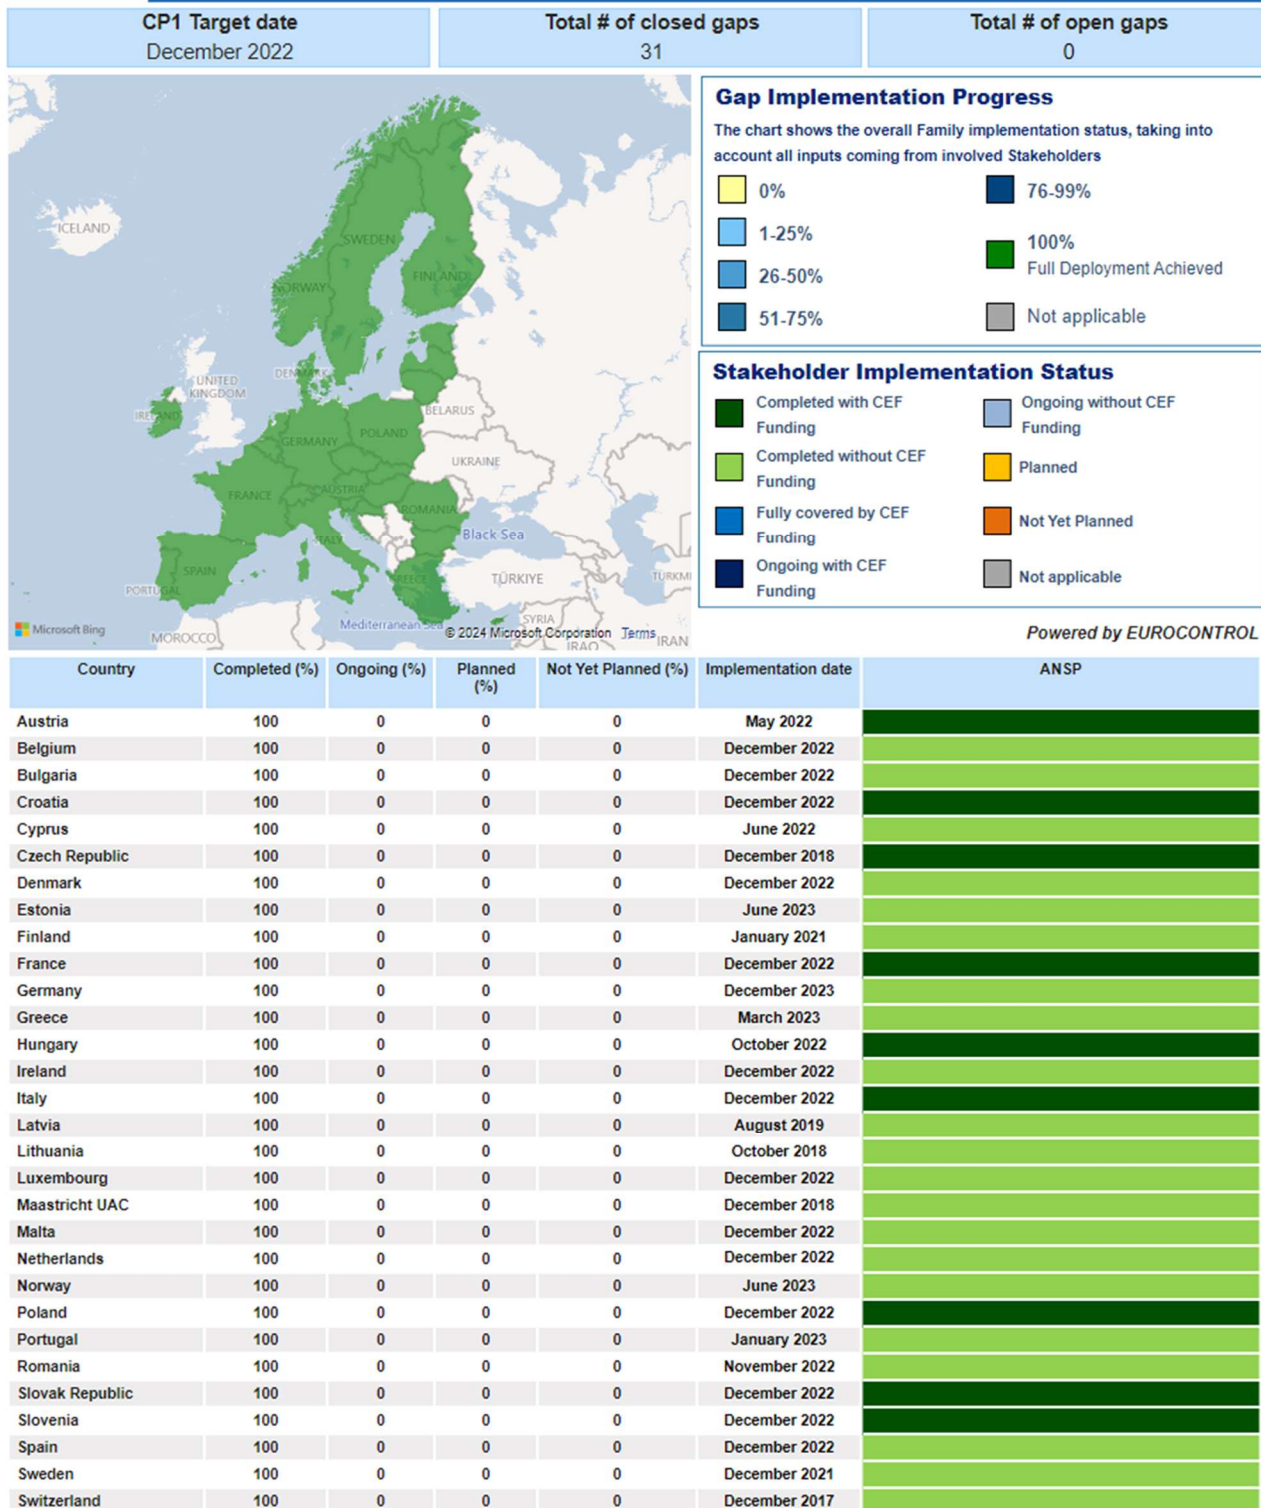 CP1 Target date
December 2022
Total # of closed gaps
31
Total # of open gaps
0
ICELAND
SWEDEN
FINLAND
NORWAY
DENMARK
UNITED
KINGDOM
IRELAND
BELARUS
GERMANY
POLAND
UKRAINE
FRANCE
AUSTRIA
ROMANIA
ITALY
Black Sea
SPAIN
PORTUGAL
GREECE
TÜRKIYE
TURKM
Mediterranean Sea
SYRIA
MOROCCO
IRAQ
IRAN
Microsoft Bing
© 2024 Microsoft Corporation Terms
Gap Implementation Progress
The chart shows the overall Family implementation status, taking into
account all inputs coming from involved Stakeholders
0%
1-25%
26-50%
51-75%
76-99%
100%
Full Deployment Achieved
Not applicable
Stakeholder Implementation Status
Completed with CEF
Funding
Completed without CEF
Funding
Fully covered by CEF
Funding
Ongoing with CEF
Funding
Ongoing without CEF
Funding
Planned
Not Yet Planned
Not applicable
Powered by EUROCONTROL
Country Completed (%) Ongoing (%) Planned (%) Not Yet Planned (%) Implementation date ANSP
Austria 100 0 0 0 May 2022
Belgium 100 0 0 0 December 2022
Bulgaria 100 0 0 0 December 2022
Croatia 100 0 0 0 December 2022
Cyprus 100 0 0 0 June 2022
Czech Republic 100 0 0 0 December 2018
Denmark 100 0 0 0 December 2022
Estonia 100 0 0 0 June 2023
Finland 100 0 0 0 January 2021
France 100 0 0 0 December 2022
Germany 100 0 0 0 December 2023
Greece 100 0 0 0 March 2023
Hungary 100 0 0 0 October 2022
Ireland 100 0 0 0 December 2022
Italy 100 0 0 0 December 2022
Latvia 100 0 0 0 August 2019
Lithuania 100 0 0 0 October 2018
Luxembourg 100 0 0 0 December 2022
Maastricht UAC 100 0 0 0 December 2018
Malta 100 0 0 0 December 2022
Netherlands 100 0 0 0 December 2022
Norway 100 0 0 0 June 2023
Poland 100 0 0 0 December 2022
Portugal 100 0 0 0 January 2023
Romania 100 0 0 0 November 2022
Slovak Republic 100 0 0 0 December 2022
Slovenia 100 0 0 0 December 2022
Spain 100 0 0 0 December 2022
Sweden 100 0 0 0 December 2021
Switzerland 100 0 0 0 December 2017